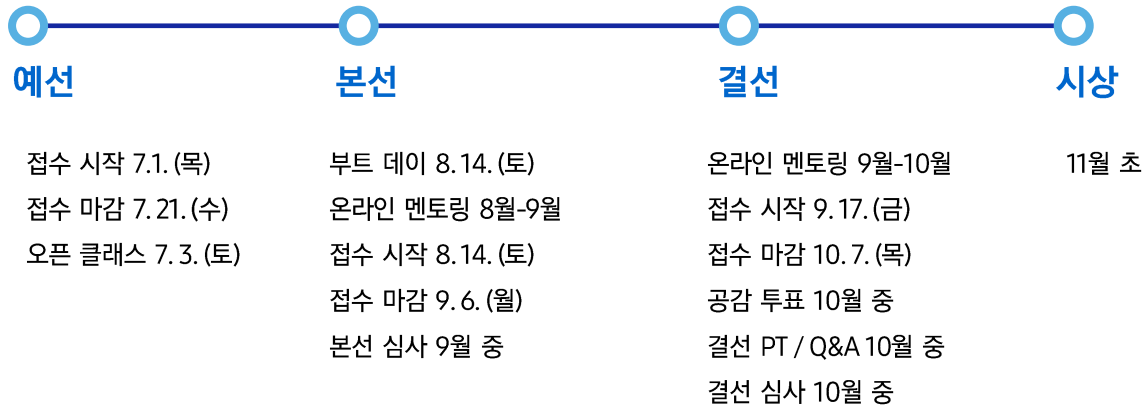 예선
접수 시작 7.1. (목)
접수 마감 7. 21. (수)
오픈 클래스 7. 3. (토)
본선
부트 데이 8. 14. (토)
온라인 멘토링 8월-9월
접수 시작 8. 14. (토)
접수 마감 9. 6. (월)
본선 심사 9월 중
결선
온라인 멘토링 9월-10월
접수 시작 9. 17. (금)
접수 마감 10. 7. (목)
공감 투표 10월 중
결선 PT / Q&A 10월 중
결선 심사 10월 중
시상
11월 초